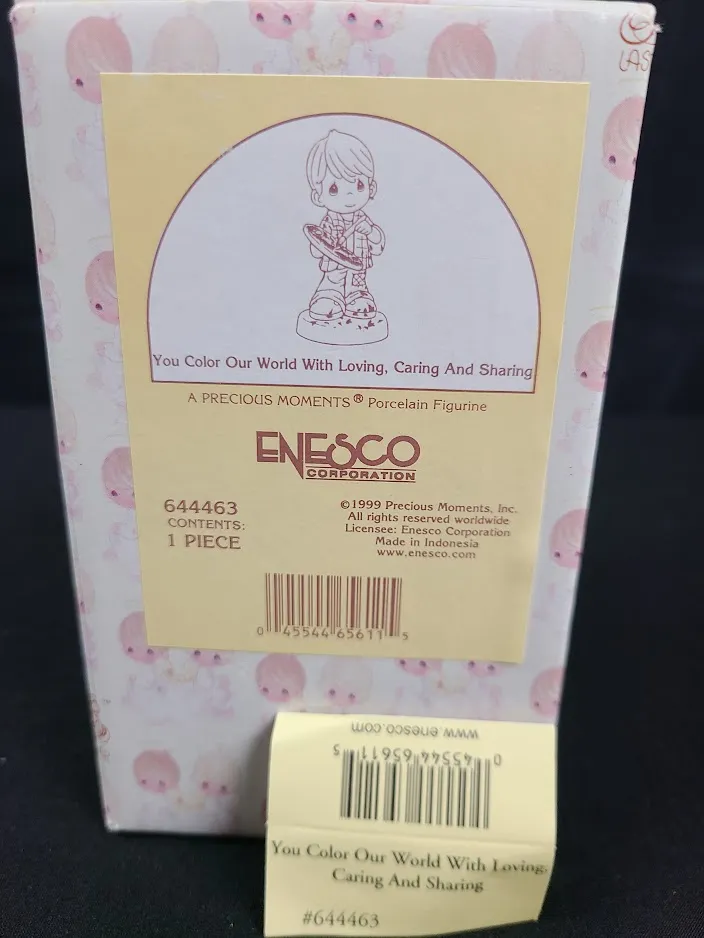 You Color Our World With Loving, Caring And Sharing
A PRECIOUS MOMENTS® Porcelain Figurine
ENESCO
CORPORATION
644463
CONTENTS:
1 PIECE
©1999 Precious Moments, Inc.
All rights reserved worldwide
Licensee: Enesco Corporation
Made in Indonesia
www.enesco.com
0 45544 65611 5
www.enesco.com
0 45544 65611 5
You Color Our World With Loving,
Caring And Sharing
#644463